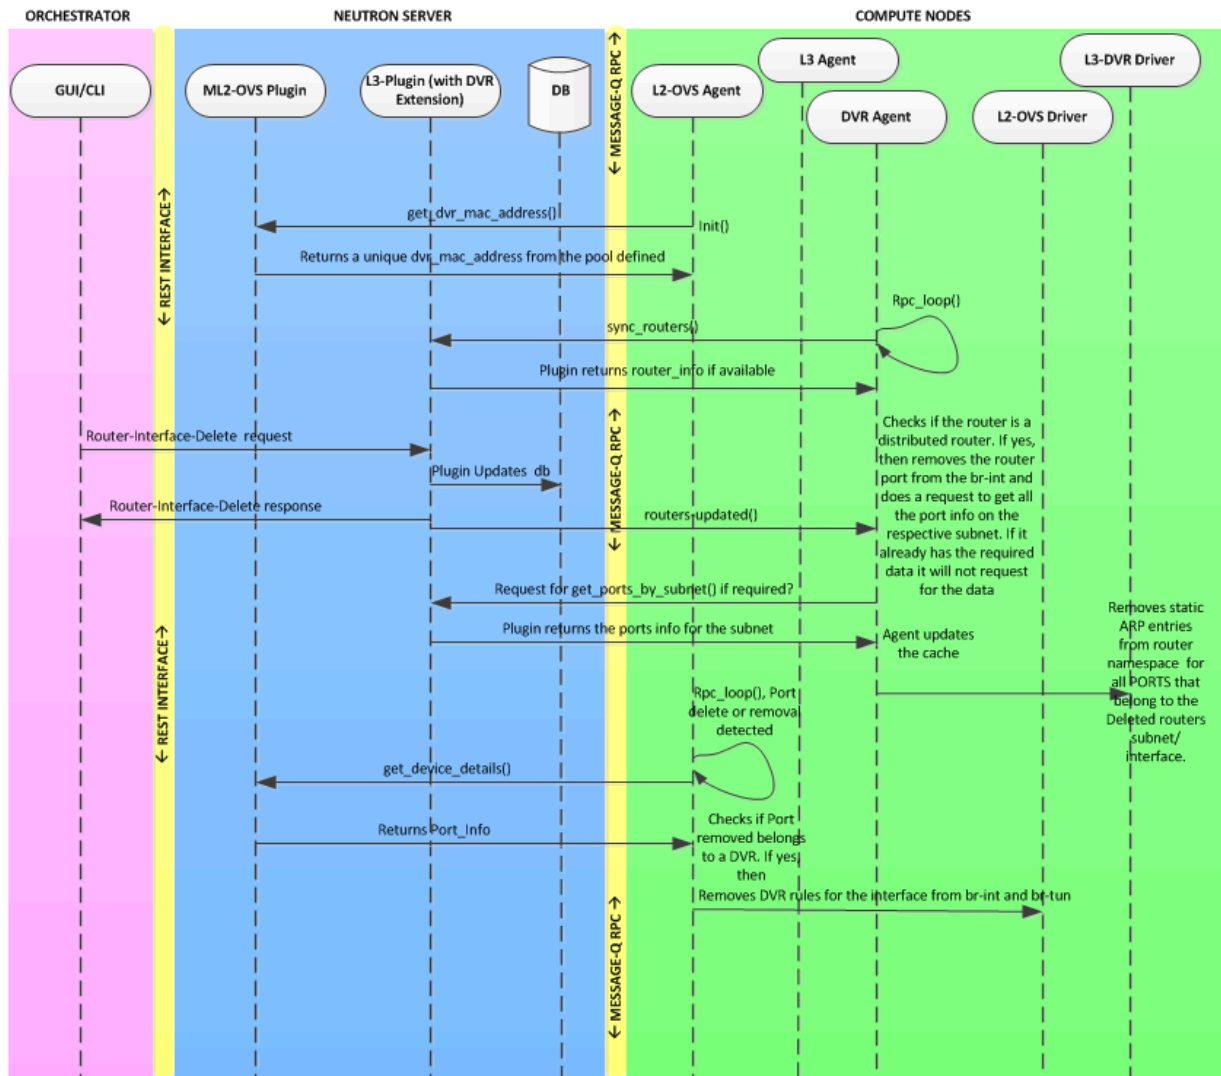 ORCHESTRATOR
NEUTRON SERVER
COMPUTE NODES
GUI/CLI
ML2-OVS Plugin
L3-Plugin (with DVR
Extension)
DB
L2-OVS Agent
L3 Agent
DVR Agent
L2-OVS Driver
L3-DVR Driver
← MESSAGE-Q RPC →
← REST INTERFACE→
get_dvr_mac_address()
Init()
Returns a unique dvr_mac_address from the pool defined
Rpc_loop()
sync_routers()
Plugin returns router_info if available
← MESSAGE-Q RPC →
Router-Interface-Delete request
Plugin Updates db
Router-Interface-Delete response
routers-updated()
Checks if the router is a
distributed router. If yes,
then removes the router
port from the br-int and
does a request to get all
the port info on the
respective subnet. If it
already has the required
data it will not request
for the data
Request for get_ports_by_subnet() if required?
Plugin returns the ports info for the subnet
Agent updates
the cache
Removes static
ARP entries
from router
namespace for
all PORTS that
belong to the
Deleted routers
subnet/
interface.
← REST INTERFACE→
Rpc_loop(), Port
delete or removal
detected
get_device_details()
Returns Port_Info
Checks if Port
removed belongs
to a DVR. If yes,
then
Removes DVR rules for the interface from br-int and br-tun
← MESSAGE-Q RPC →